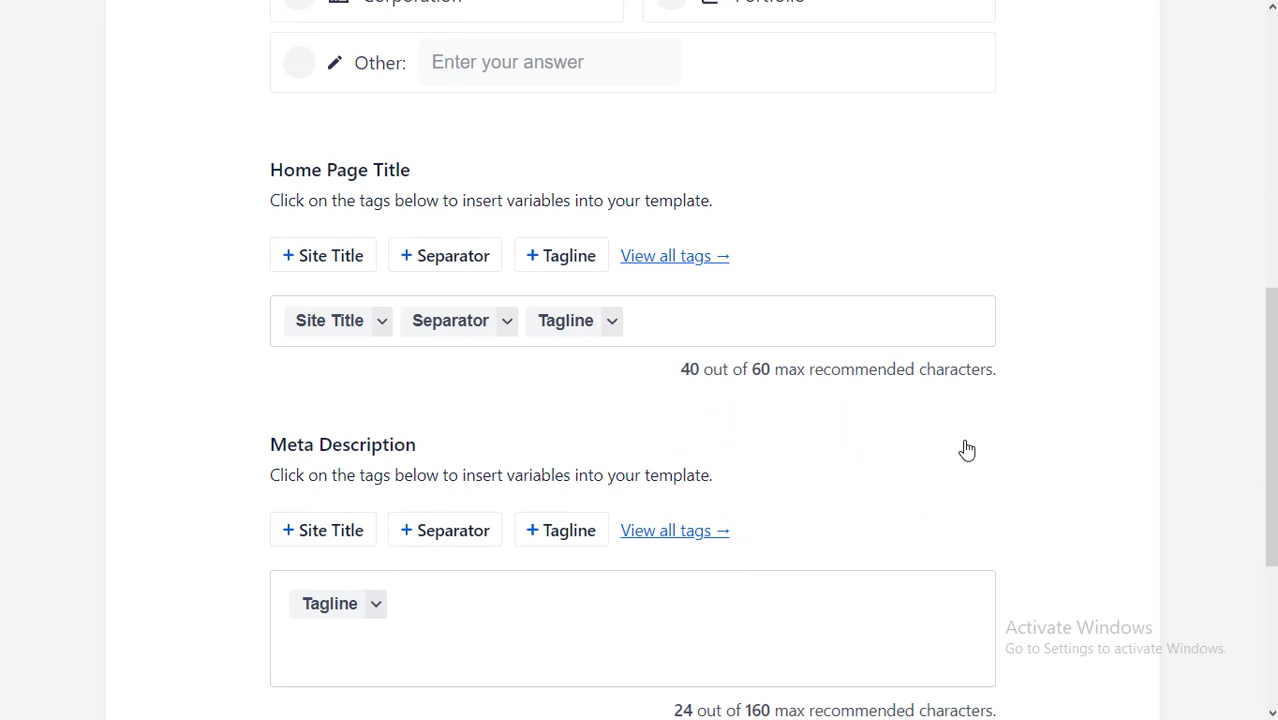 Corporation Portfolio
Other: Enter your answer
Home Page Title
Click on the tags below to insert variables into your template.
+ Site Title + Separator + Tagline View all tags →
Site Title Separator Tagline
40 out of 60 max recommended characters.
Meta Description
Click on the tags below to insert variables into your template.
+ Site Title + Separator + Tagline View all tags →
Tagline
Activate Windows
Go to Settings to activate Windows.
24 out of 160 max recommended characters.